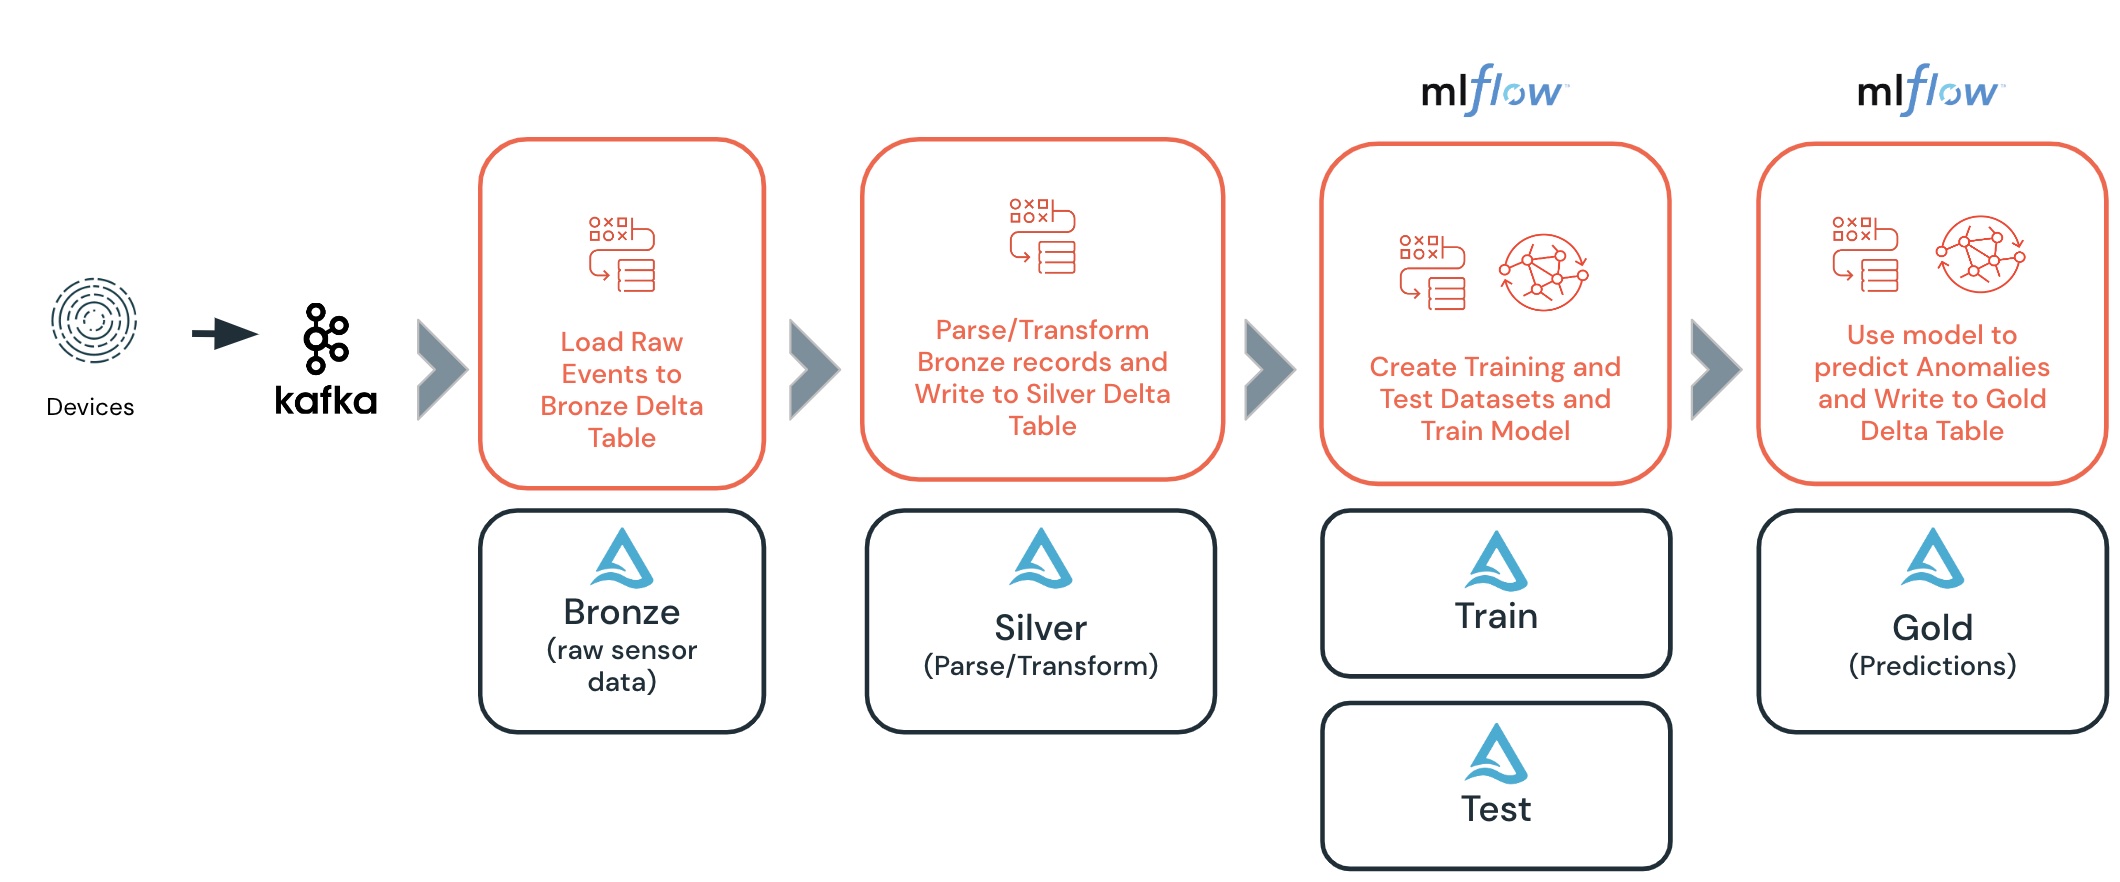 mlflow™
mlflow™
Devices
kafka
Load Raw
Events to
Bronze Delta
Table
Parse/Transform
Bronze records and
Write to Silver Delta
Table
Create Training and
Test Datasets and
Train Model
Use model to
predict Anomalies
and Write to Gold
Delta Table
Bronze
(raw sensor
data)
Silver
(Parse/Transform)
Train
Test
Gold
(Predictions)